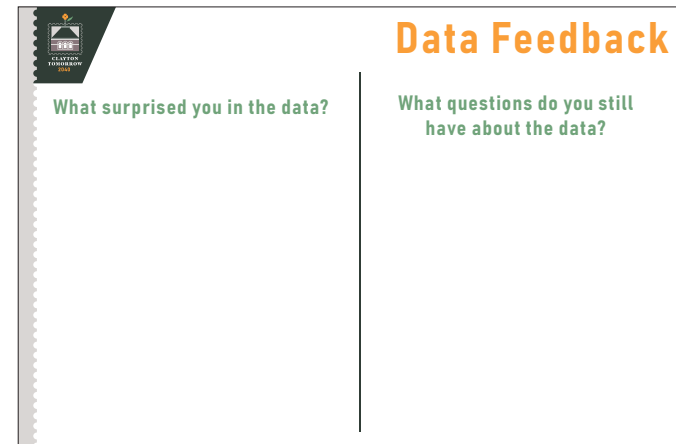 CLAYTON
TOMORROW
2040
Data Feedback
What surprised you in the data?
What questions do you still
have about the data?